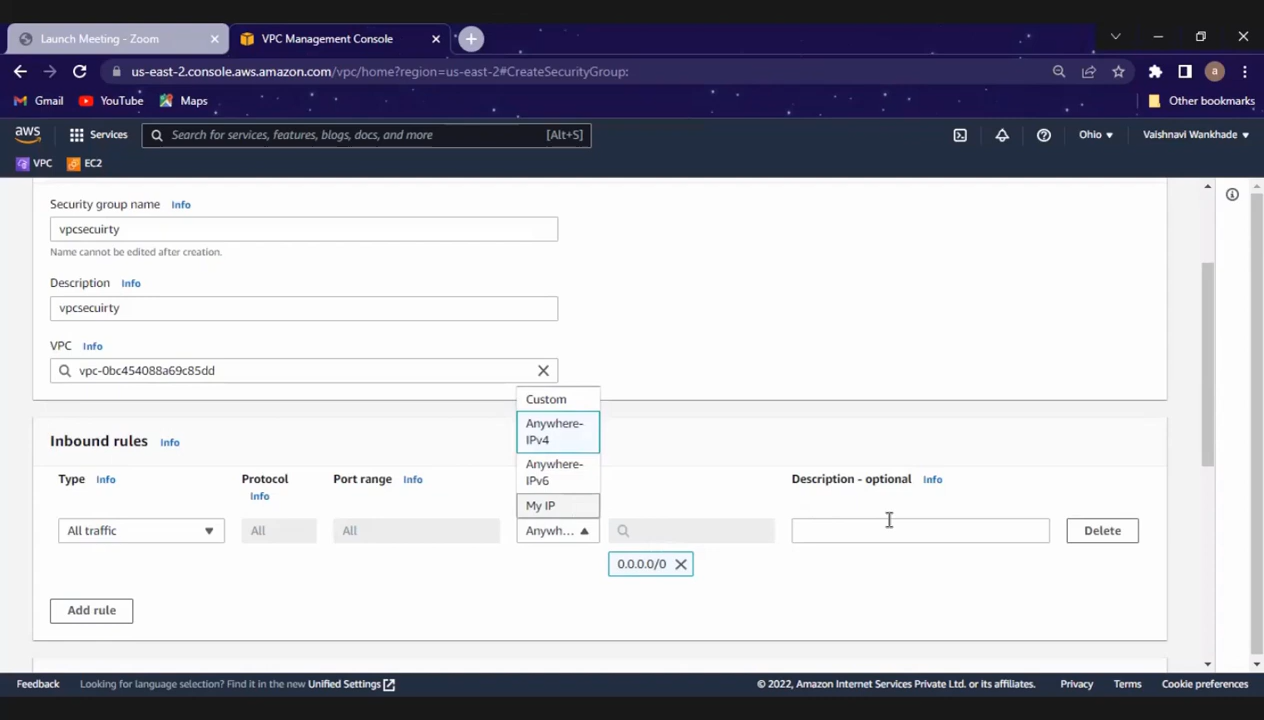 Launch Meeting - Zoom
VPC Management Console
us-east-2.console.aws.amazon.com/vpc/home?region=us-east-2#CreateSecurityGroup:
a
Gmail
YouTube
Maps
Other bookmarks
aws
Services
Search for services, features, blogs, docs, and more
[Alt+S]
Ohio
Vaishnavi Wankhade
VPC
EC2
Security group name Info
vpcsecuirty
Name cannot be edited after creation.
Description Info
vpcsecuirty
VPC Info
vpc-0bc454088a69c85dd
Custom
Anywhere-
IPv4
Anywhere-
IPv6
My IP
Inbound rules Info
Type Info
Protocol
Info
Port range Info
Description - optional Info
All traffic
All
All
Anywh...
Delete
0.0.0.0/0
Add rule
Feedback
Looking for language selection? Find it in the new Unified Settings
© 2022, Amazon Internet Services Private Ltd. or its affiliates.
Privacy
Terms
Cookie preferences